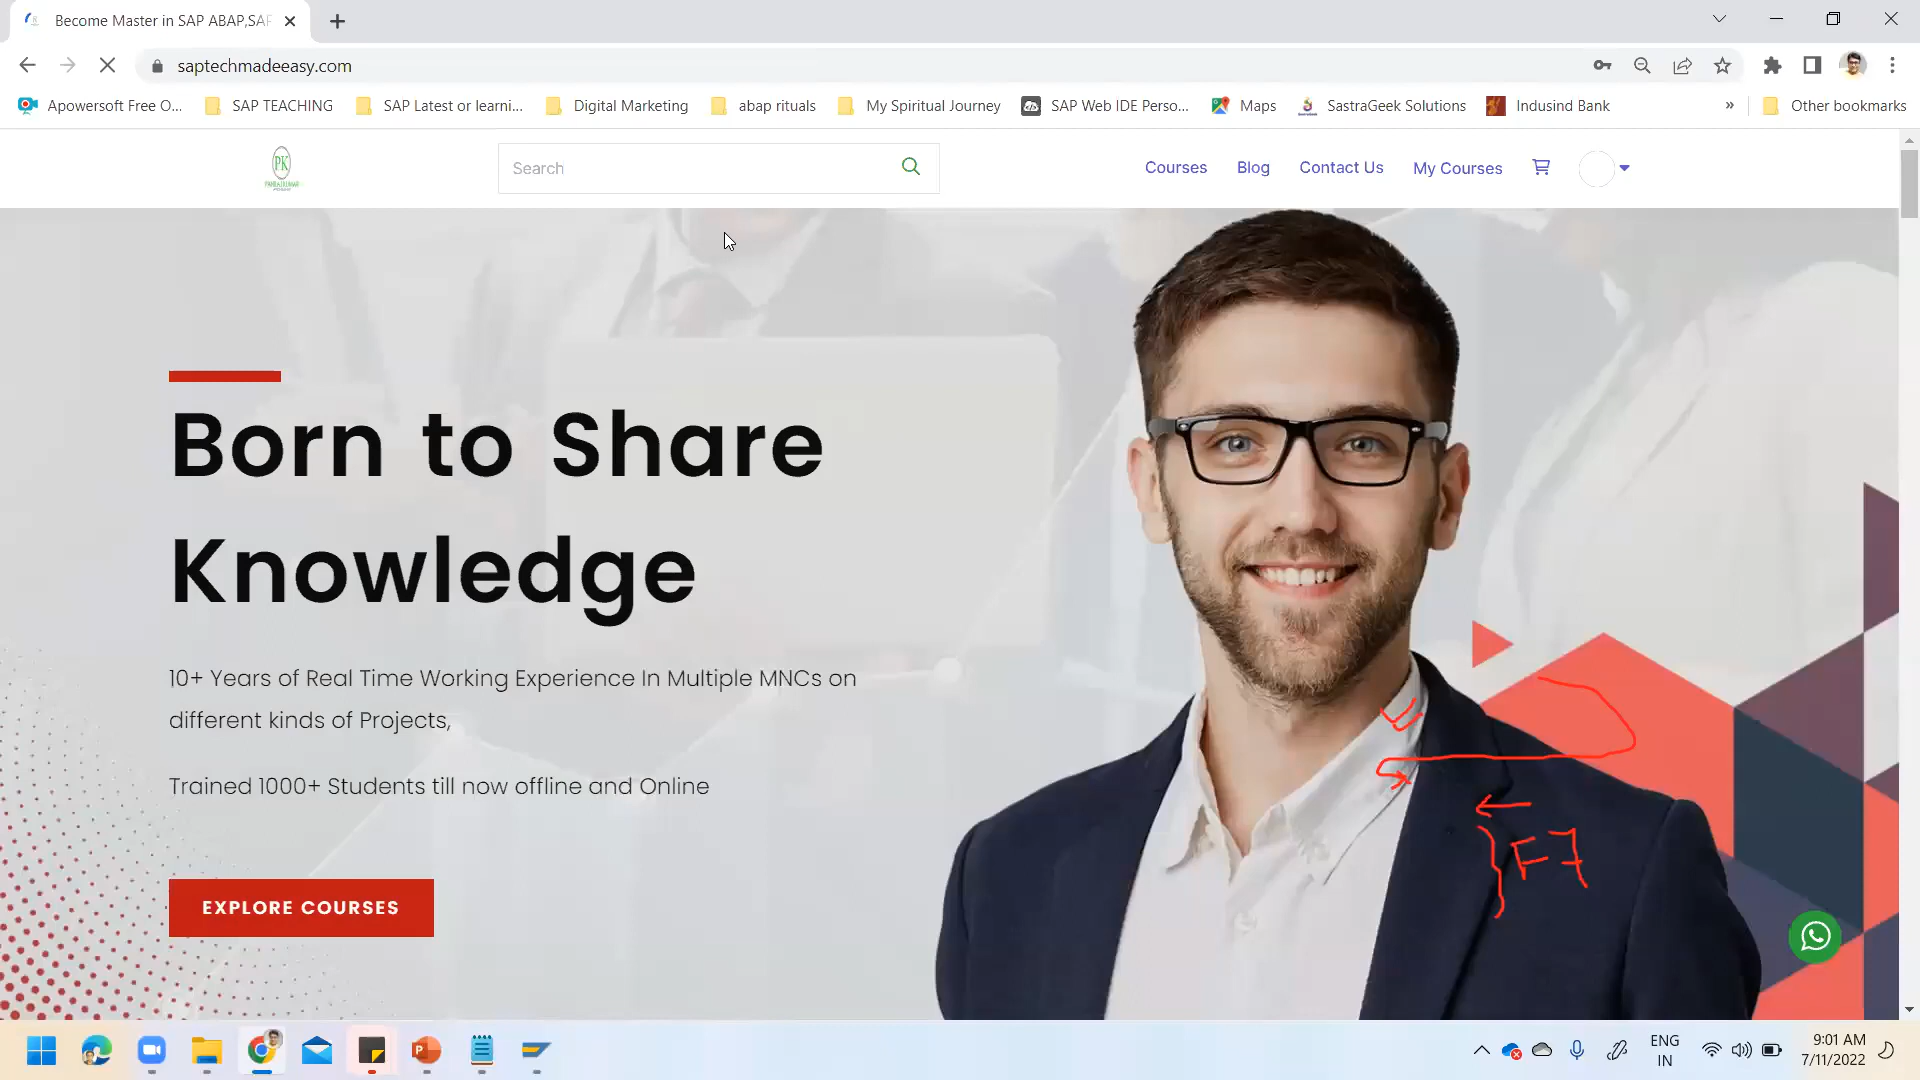 Become Master in SAP ABAP,SAF
saptechmadeeasy.com
Apowersoft Free O...
SAP TEACHING
SAP Latest or learni...
Digital Marketing
abap rituals
My Spiritual Journey
SAP Web IDE Perso...
Maps
SastraGeek Solutions
Indusind Bank
»
Other bookmarks
PK
Search
Courses
Blog
Contact Us
My Courses
Born to Share
Knowledge
10+ Years of Real Time Working Experience In Multiple MNCs on
different kinds of Projects,
Trained 1000+ Students till now offline and Online
EXPLORE COURSES
F7
ENG
IN
9:01 AM
7/11/2022